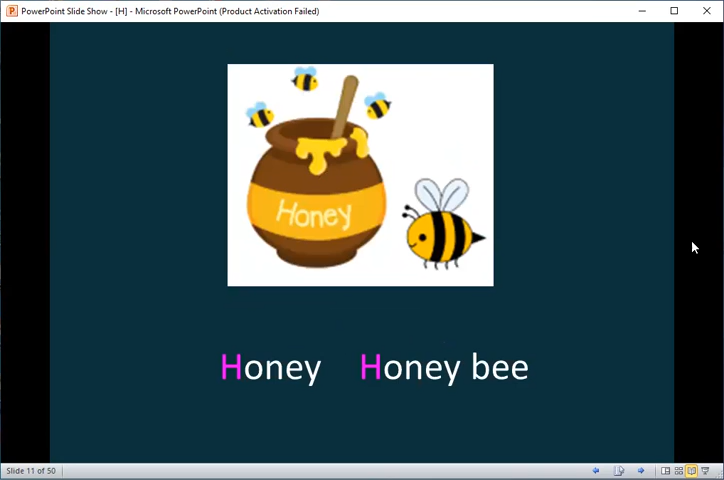 PowerPoint Slide Show - [H] - Microsoft PowerPoint (Product Activation Failed)
Honey
Honey Honey bee
Slide 11 of 50